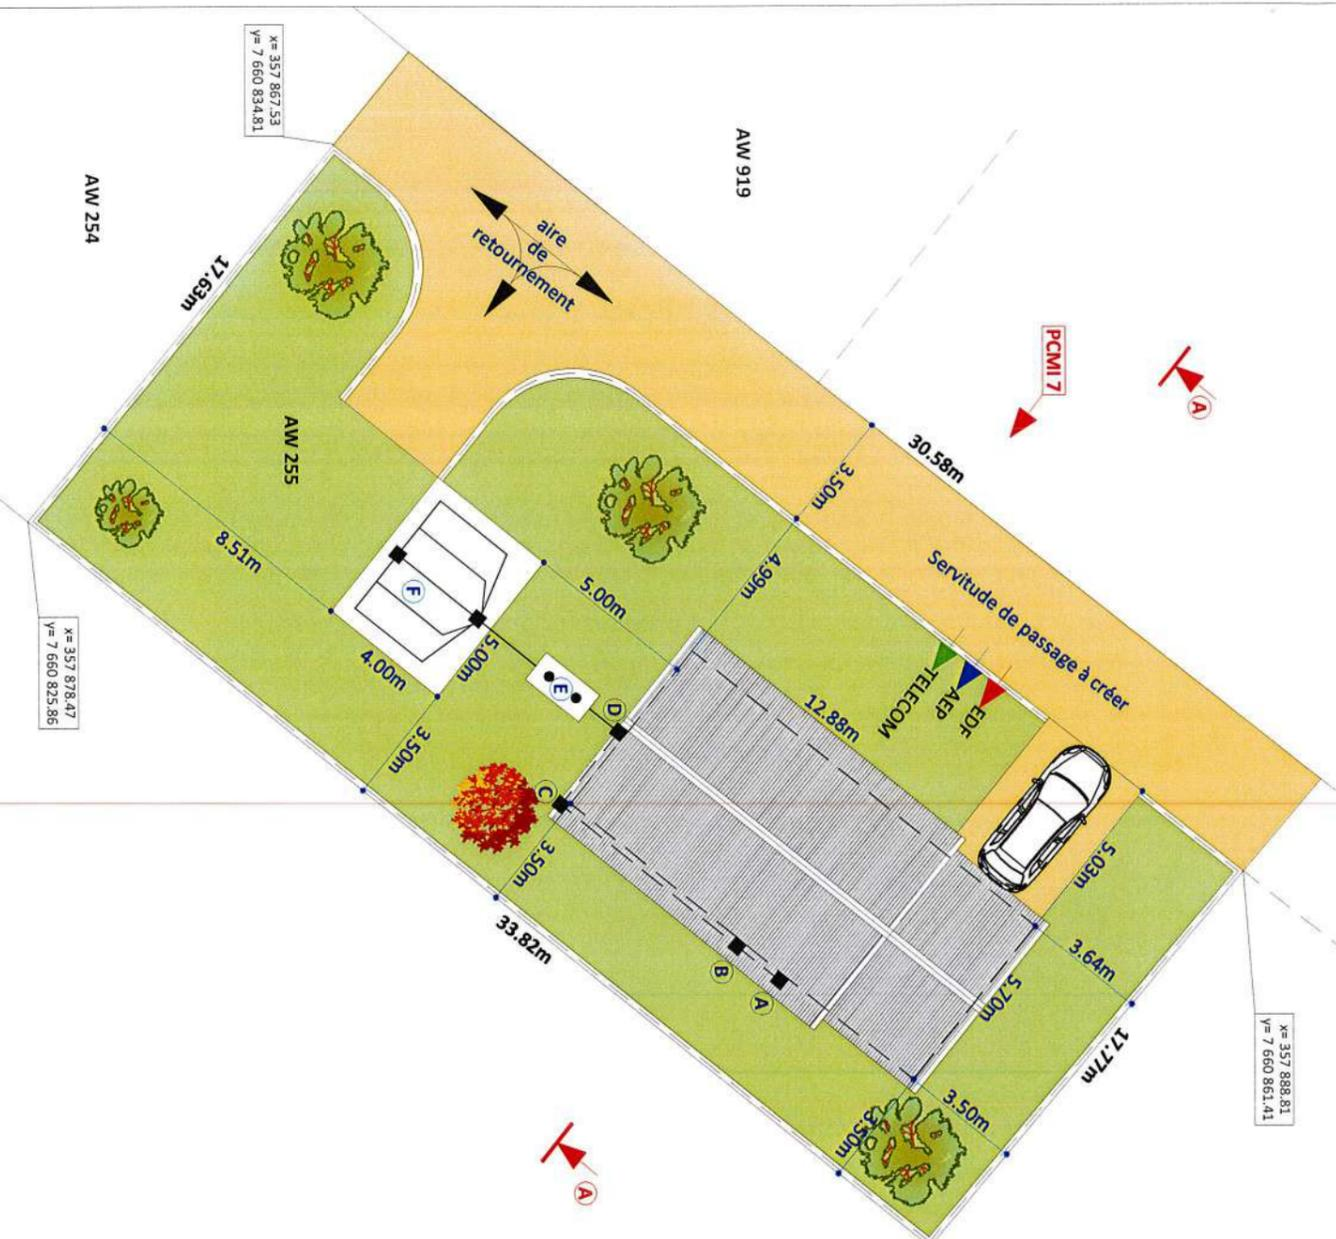 x= 357 867.53
y= 7 660 834.81
AW 254
AW 919
17.63m
aire
de
retournement
PCMI 7
A
30.58m
3.50m
AW 255
Servitude de passage à créer
4.99m
8.51m
5.00m
F
TELECOM
AEP
EDF
12.88m
x= 357 878.47
y= 7 660 825.86
4.00m
5.00m
E
D
3.50m
C
3.50m
5.03m
3.64m
33.82m
B
A
5.70m
17.77m
x= 357 888.81
y= 7 660 861.41
3.50m
3.50m
A